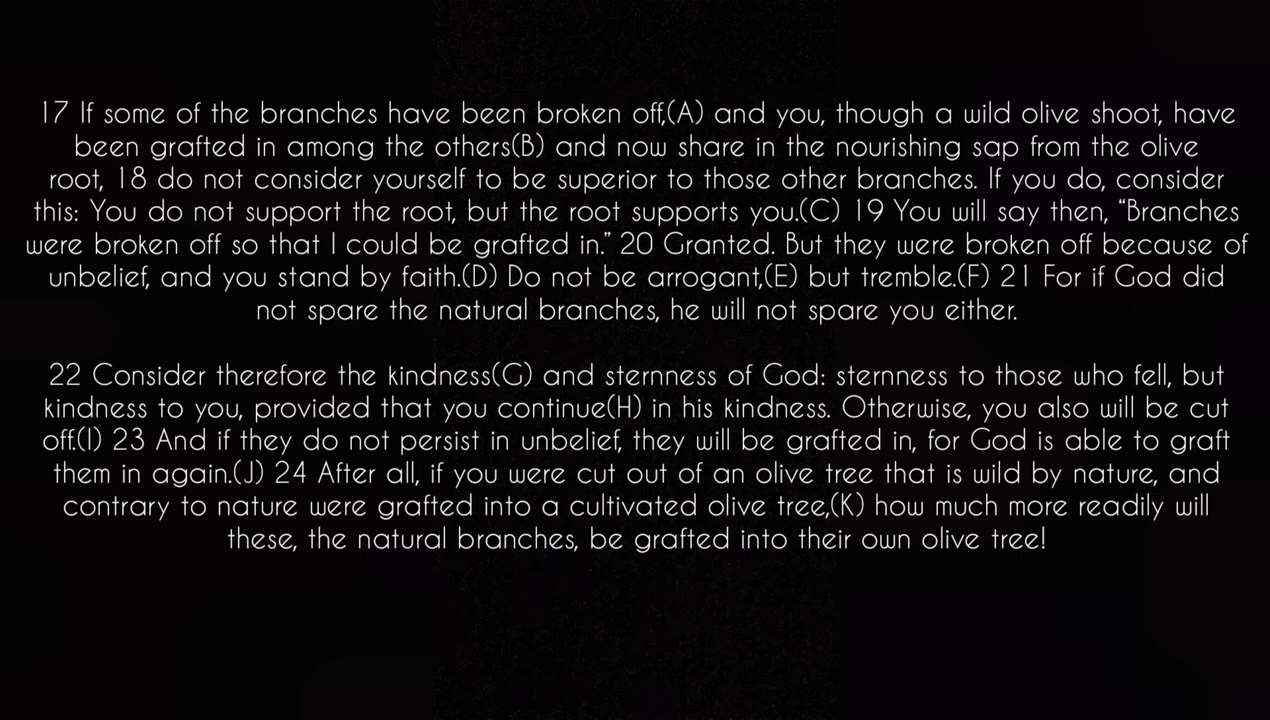 17 If some of the branches have been broken off,(A) and you, though a wild olive shoot, have
been grafted in among the others(B) and now share in the nourishing sap from the olive
root, 18 do not consider yourself to be superior to those other branches. If you do, consider
this: You do not support the root, but the root supports you.(C) 19 You will say then, “Branches
were broken off so that I could be grafted in.” 20 Granted. But they were broken off because of
unbelief, and you stand by faith.(D) Do not be arrogant,(E) but tremble.(F) 21 For if God did
not spare the natural branches, he will not spare you either.
22 Consider therefore the kindness(G) and sternness of God: sternness to those who fell, but
kindness to you, provided that you continue(H) in his kindness. Otherwise, you also will be cut
off.(I) 23 And if they do not persist in unbelief, they will be grafted in, for God is able to graft
them in again.(J) 24 After all, if you were cut out of an olive tree that is wild by nature, and
contrary to nature were grafted into a cultivated olive tree,(K) how much more readily will
these, the natural branches, be grafted into their own olive tree!